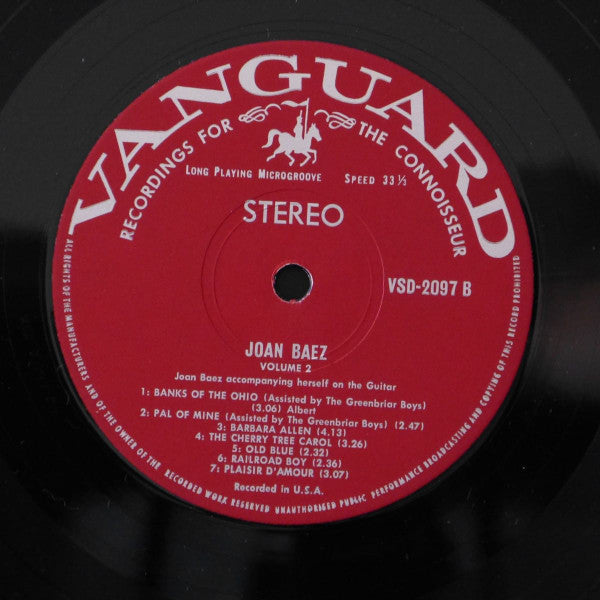 VANGUARD
RECORDINGS FOR THE CONNOISSEUR
LONG PLAYING MICROGROOVE SPEED 33⅓
STEREO
VSD-2097 B
JOAN BAEZ
VOLUME 2
Joan Baez accompanying herself on the Guitar
1: BANKS OF THE OHIO (Assisted by The Greenbriar Boys)
(3.06) Albert
2: PAL OF MINE (Assisted by The Greenbriar Boys) (2.47)
3: BARBARA ALLEN (4.13)
4: THE CHERRY TREE CAROL (3.26)
5: OLD BLUE (2.32)
6: RAILROAD BOY (2.36)
7: PLAISIR D'AMOUR (3.07)
Recorded in U.S.A.
ALL RIGHTS OF THE MANUFACTURERS AND OF THE OWNER OF THE RECORDED WORK RESERVED UNAUTHORISED PUBLIC PERFORMANCE BROADCASTING AND COPYING OF THIS RECORD PROHIBITED